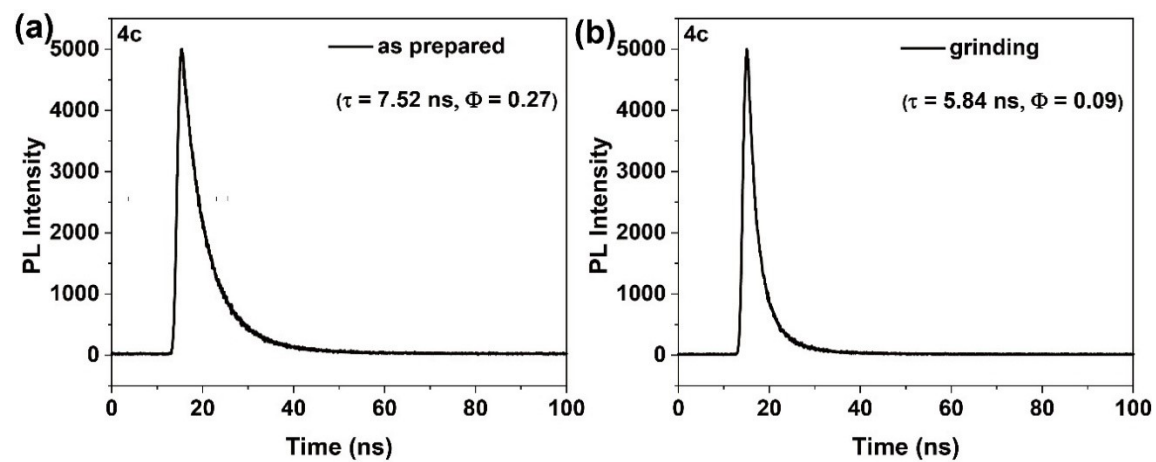 (a)
4c
as prepared
(τ = 7.52 ns, Φ = 0.27)
5000
4000
3000
2000
1000
0
PL Intensity
0 20 40 60 80 100
Time (ns)
(b)
4c
grinding
(τ = 5.84 ns, Φ = 0.09)
5000
4000
3000
2000
1000
0
PL Intensity
0 20 40 60 80 100
Time (ns)